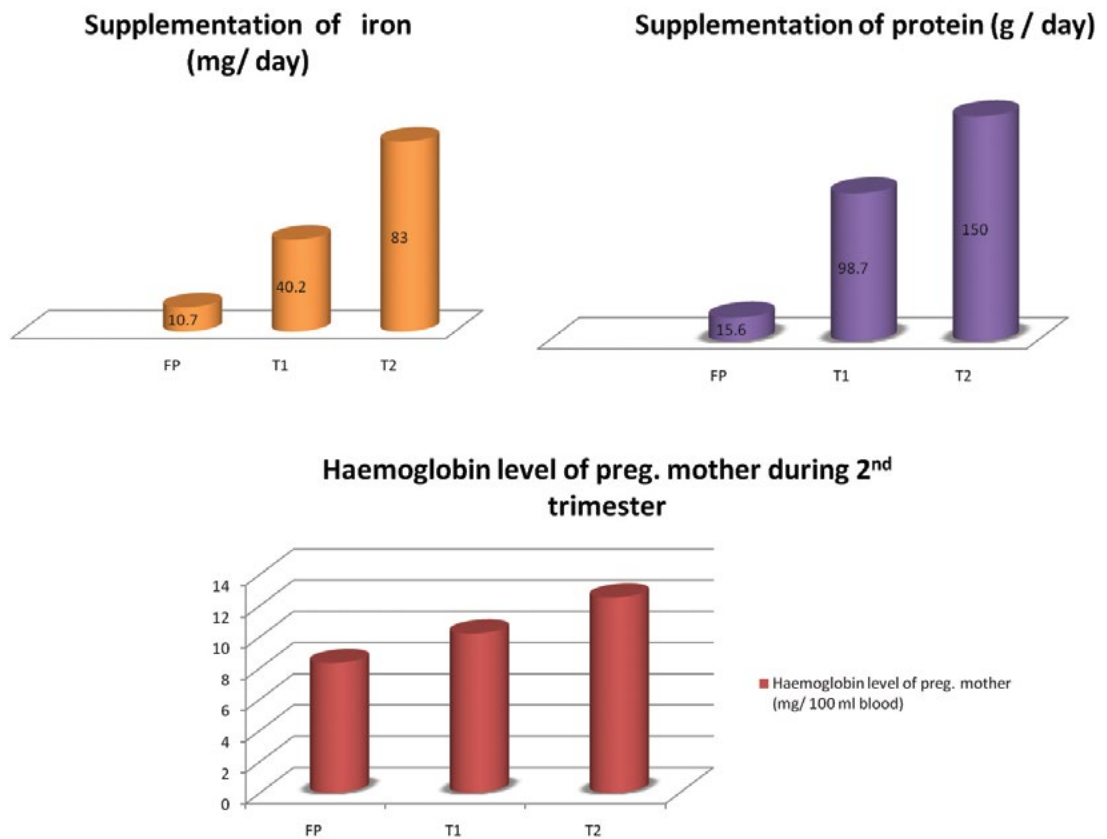 Supplementation of iron
(mg/ day)
83
40.2
10.7
FP T1 T2
Supplementation of protein (g / day)
150
98.7
15.6
FP T1 T2
Haemoglobin level of preg. mother during 2nd
trimester
14
12
10
8
6
4
2
0
FP T1 T2
Haemoglobin level of preg. mother
(mg/ 100 ml blood)